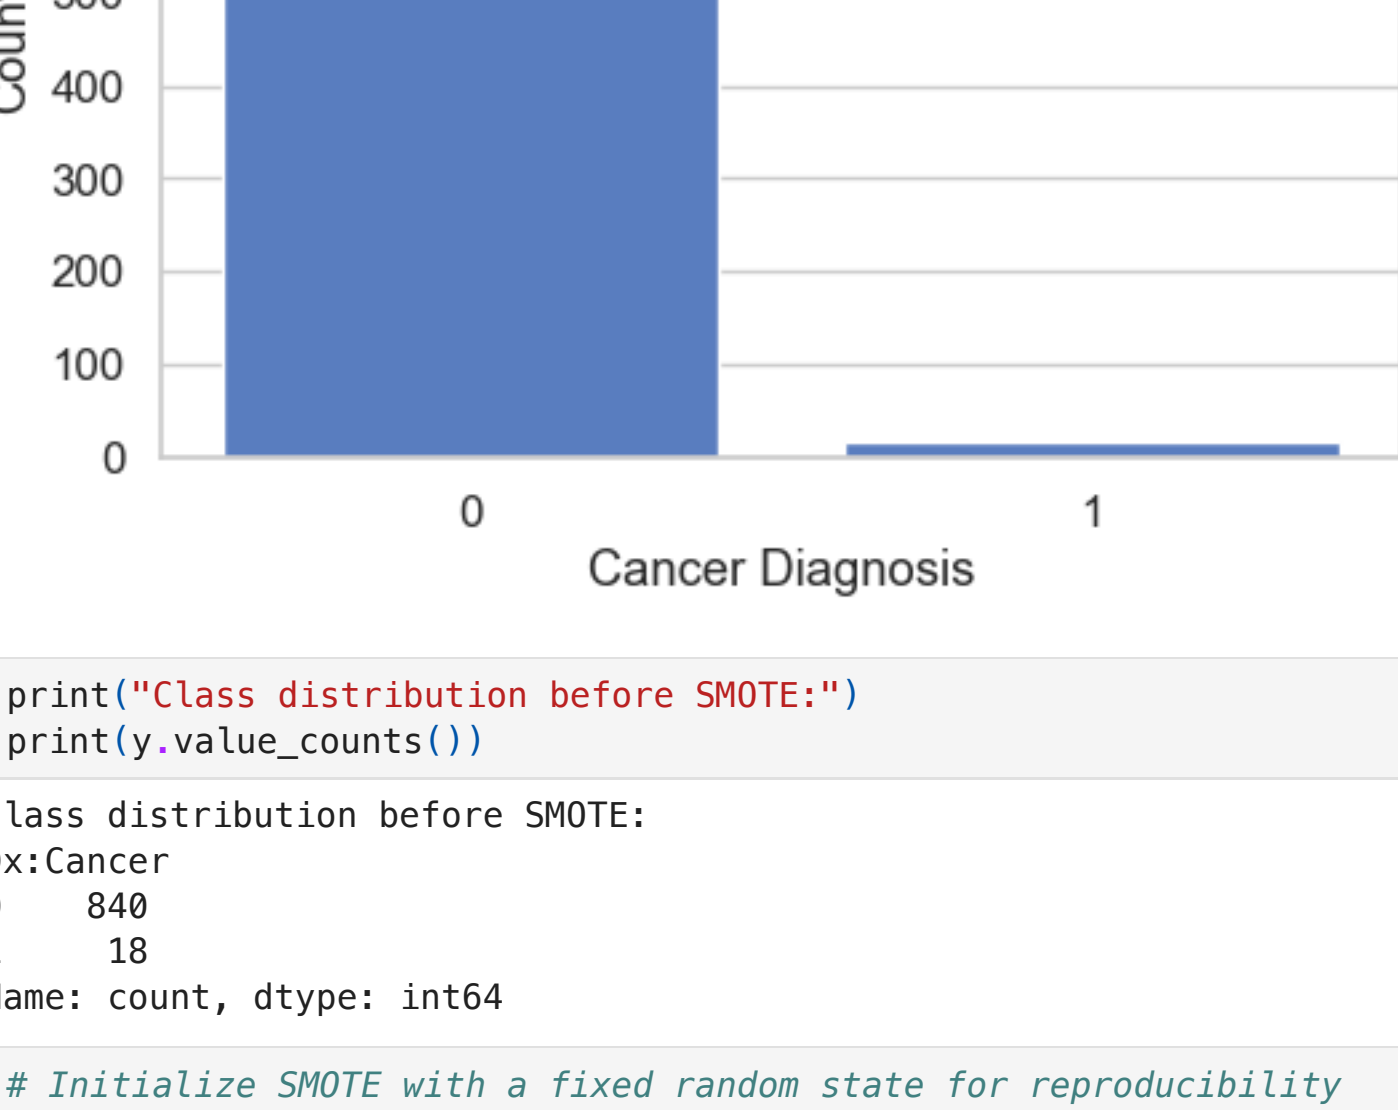 400
300
200
100
0
0 1
Cancer Diagnosis
print("Class distribution before SMOTE:")
print(y.value_counts())
lass distribution before SMOTE:
x:Cancer
840
18
ame: count, dtype: int64
# Initialize SMOTE with a fixed random state for reproducibility